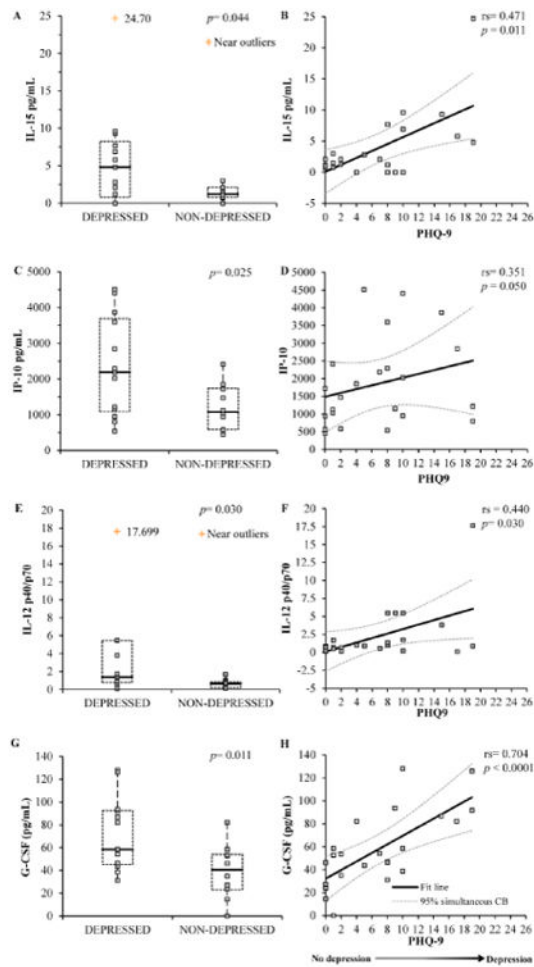 A
24.70
p= 0.044
Near outliers
IL-15 pg/mL
15
10
5
0
DEPRESSED
NON-DEPRESSED
B
rs= 0.471
p = 0.011
IL-15 pg/mL
25
20
15
10
5
0
-5
0 2 4 6 8 10 12 14 16 18 20 22 24 26
PHQ-9
C
p= 0.025
IP-10 pg/mL
5000
4000
3000
2000
1000
0
DEPRESSED
NON-DEPRESSED
D
rs= 0.351
p = 0.050
IP-10
5000
4500
4000
3500
3000
2500
2000
1500
1000
500
0
0 2 4 6 8 10 12 14 16 18 20 22 24 26
PHQ9
E
p= 0.030
17.699
Near outliers
IL-12 p40/p70
20
18
16
14
12
10
8
6
4
2
0
DEPRESSED
NON-DEPRESSED
F
rs = 0.440
p= 0.030
IL-12 p40/p70
20
17.5
15
12.5
10
7.5
5
2.5
0
-2.5
-5
0 2 4 6 8 10 12 14 16 18 20 22 24 26
PHQ9
G
p= 0.011
G-CSF (pg/mL)
140
120
100
80
60
40
20
0
DEPRESSED
NON-DEPRESSED
H
rs= 0.704
p < 0.0001
G-CSF (pg/mL)
140
120
100
80
60
40
20
0
Fit line
95% simultaneous CB
0 2 4 6 8 10 12 14 16 18 20 22 24 26
PHQ-9
No depression
Depression